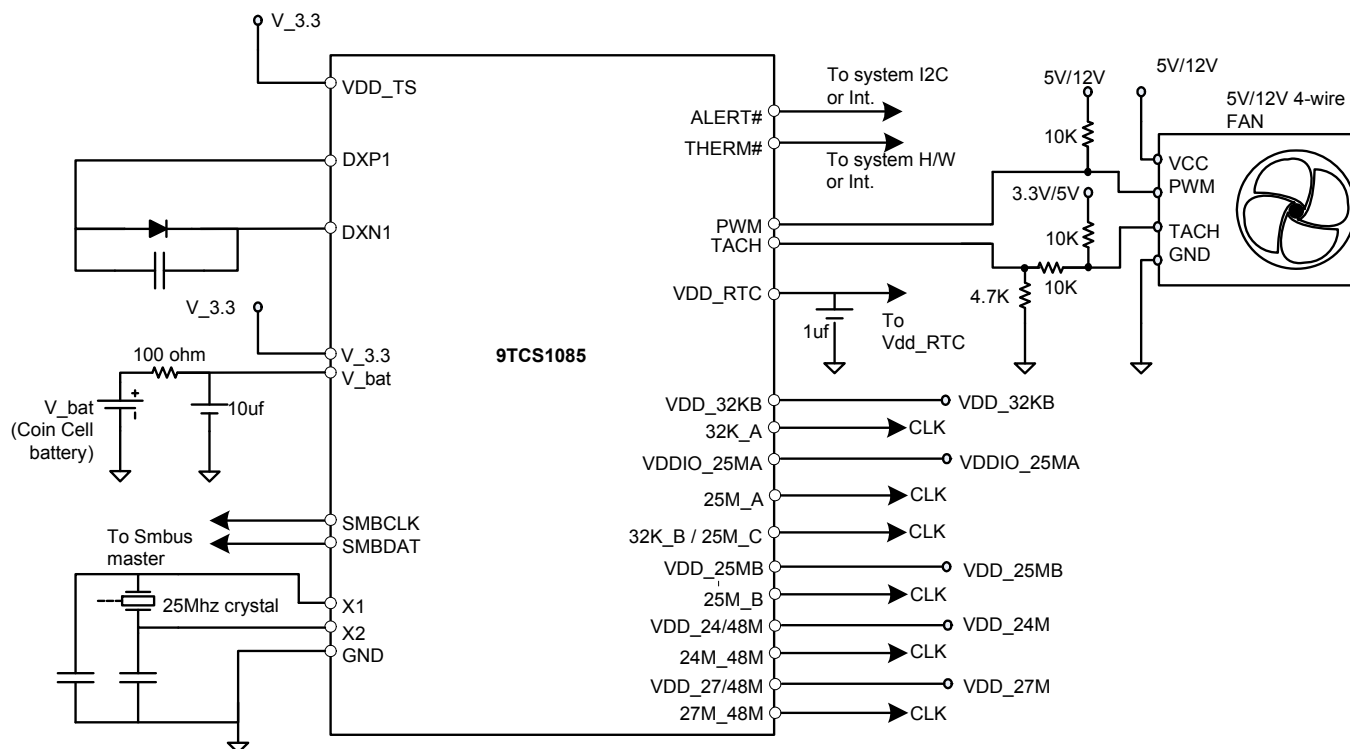 V_3.3
VDD_TS
DXP1
DXN1
V_3.3
V_3.3
100 ohm
V_bat
10uf
V_bat
(Coin Cell
battery)
SMBCLK
SMBDAT
To Smbus
master
25Mhz crystal
X1
X2
GND
9TCS1085
ALERT#
To system I2C
or Int.
THERM#
To system H/W
or Int.
PWM
TACH
VDD_RTC
1uf
To
Vdd_RTC
5V/12V
10K
3.3V/5V
10K
10K
4.7K
5V/12V
5V/12V 4-wire
FAN
VCC
PWM
TACH
GND
VDD_32KB
VDD_32KB
32K_A
CLK
VDDIO_25MA
VDDIO_25MA
25M_A
CLK
32K_B / 25M_C
CLK
VDD_25MB
VDD_25MB
25M_B
CLK
VDD_24/48M
VDD_24M
24M_48M
CLK
VDD_27/48M
VDD_27M
27M_48M
CLK